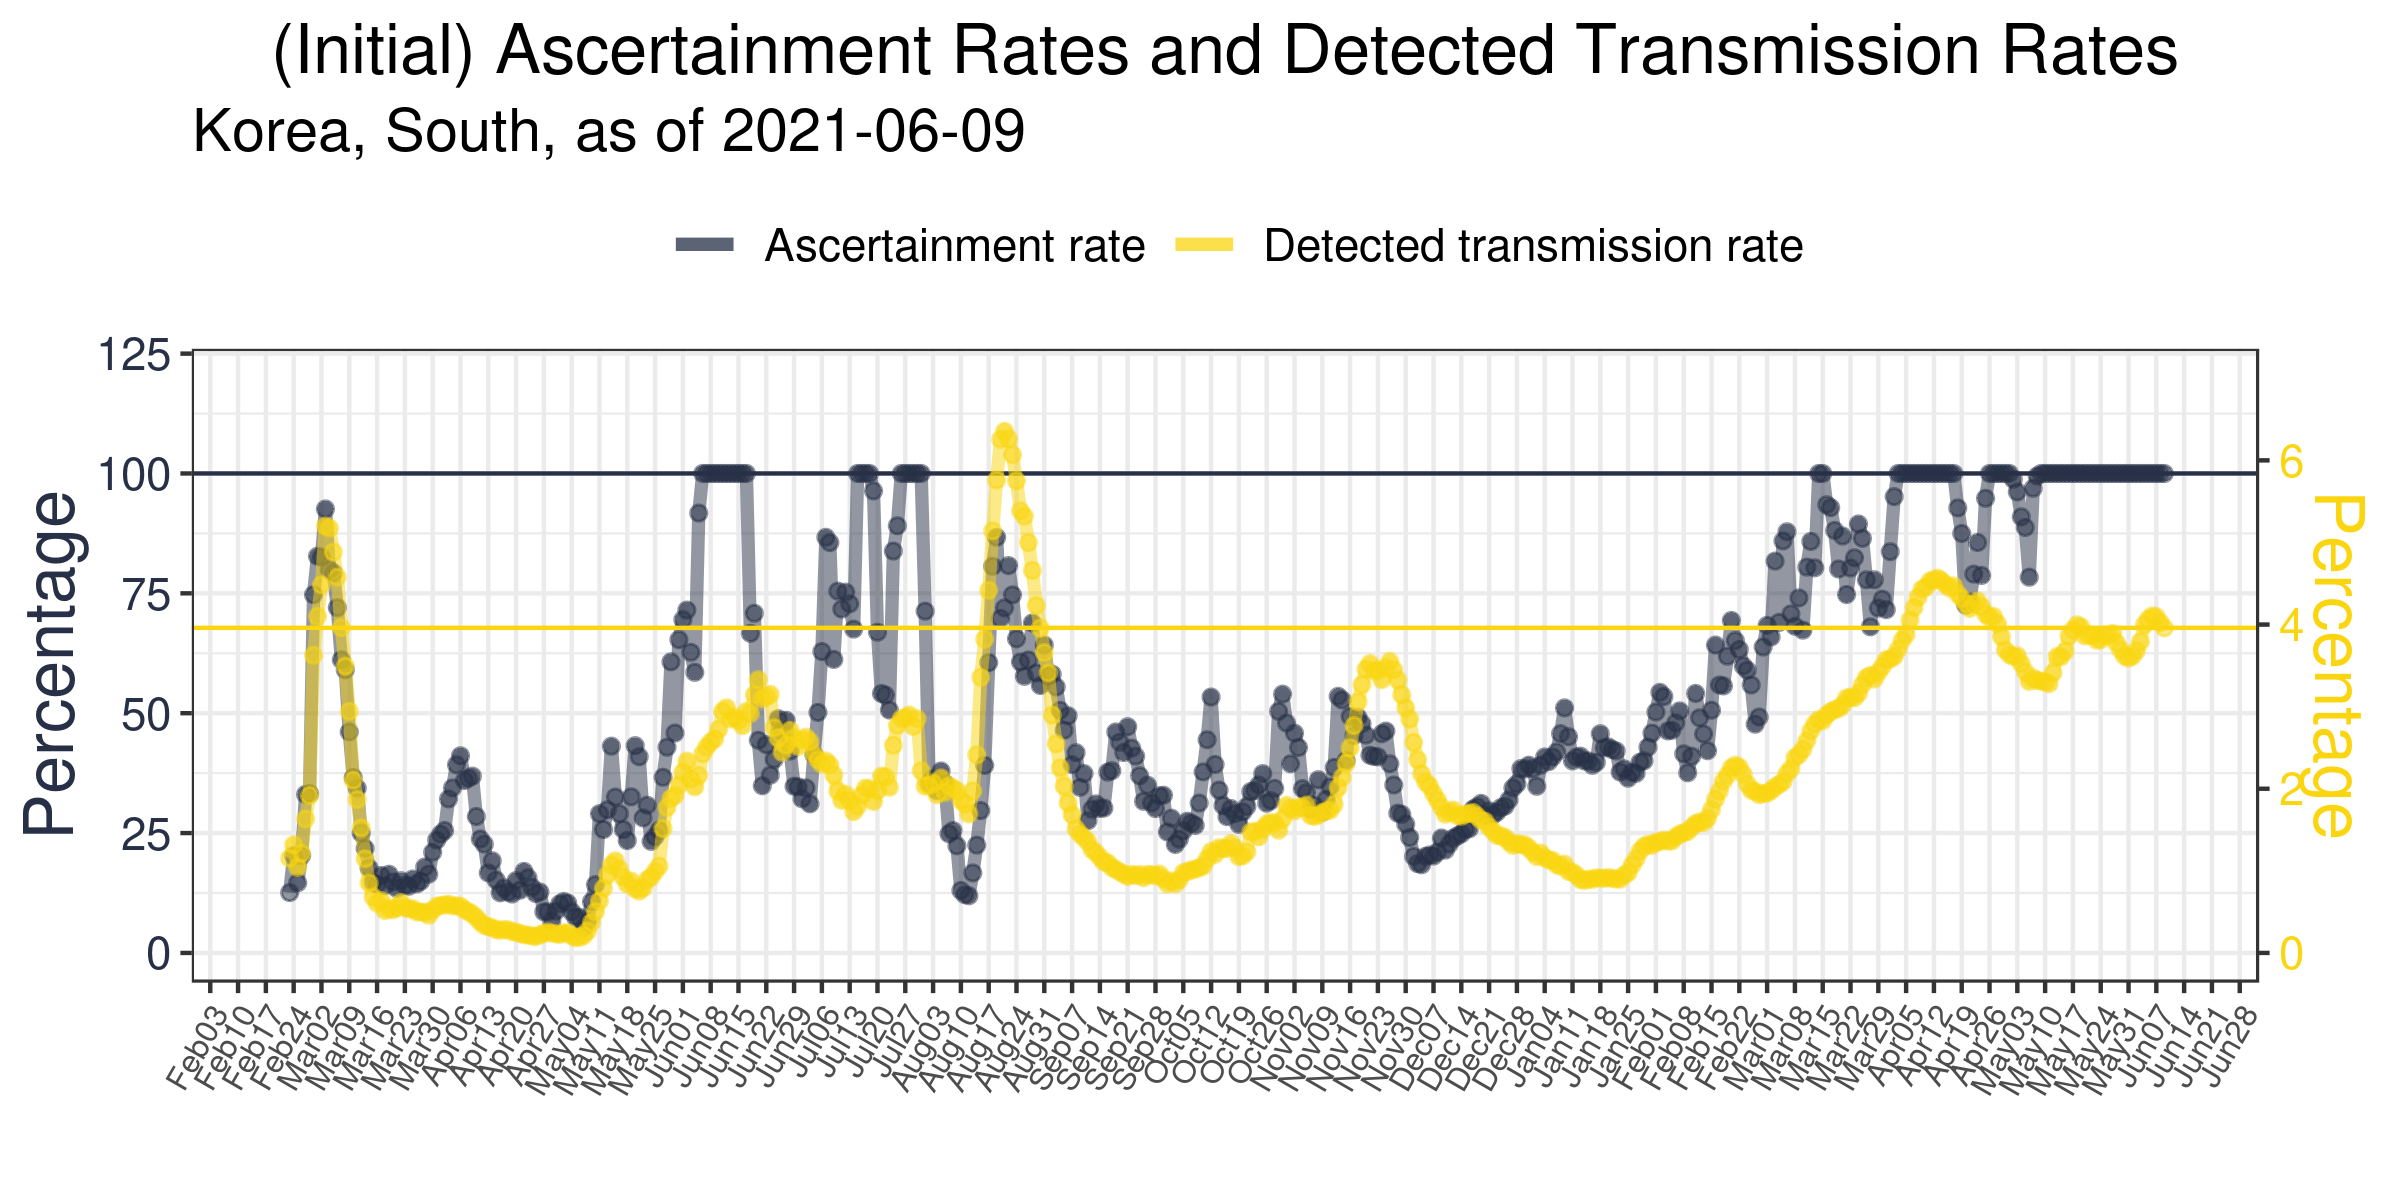 (Initial) Ascertainment Rates and Detected Transmission Rates
Korea, South, as of 2021-06-09
Ascertainment rate Detected transmission rate
125
100
75
50
25
0
Percentage
6
4
2
0
Percentage
Feb03 Feb10 Feb17 Feb24 Mar02 Mar09 Mar16 Mar23 Mar30 Apr06 Apr13 Apr20 Apr27 May04 May11 May18 May25 Jun01 Jun08 Jun15 Jun22 Jun29 Jul06 Jul13 Jul20 Jul27 Aug03 Aug10 Aug17 Aug24 Aug31 Sep07 Sep14 Sep21 Sep28 Oct05 Oct12 Oct19 Oct26 Nov02 Nov09 Nov16 Nov23 Nov30 Dec07 Dec14 Dec21 Dec28 Jan04 Jan11 Jan18 Jan25 Feb01 Feb08 Feb15 Feb22 Mar01 Mar08 Mar15 Mar22 Mar29 Apr05 Apr12 Apr19 Apr26 May03 May10 May17 May24 May31 Jun07 Jun14 Jun21 Jun28